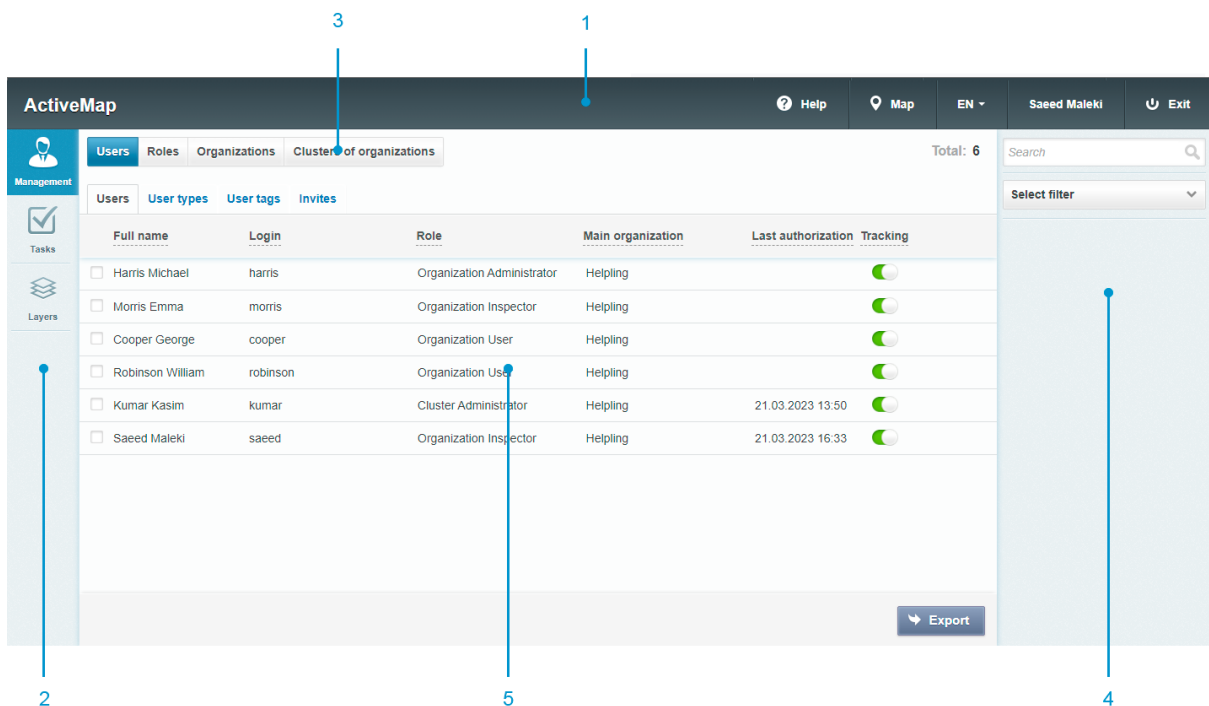 3 1
ActiveMap Help Map EN Saeed Maleki Exit
Management
Tasks
Layers
Users Roles Organizations Clusters of organizations Total: 6
Users User types User tags Invites
Full name Login Role Main organization Last authorization Tracking
Harris Michael harris Organization Administrator Helpling
Morris Emma morris Organization Inspector Helpling
Cooper George cooper Organization User Helpling
Robinson William robinson Organization User Helpling
Kumar Kasim kumar Cluster Administrator Helpling 21.03.2023 13:50
Saeed Maleki saeed Organization Inspector Helpling 21.03.2023 16:33
Export
Search
Select filter
2 5 4